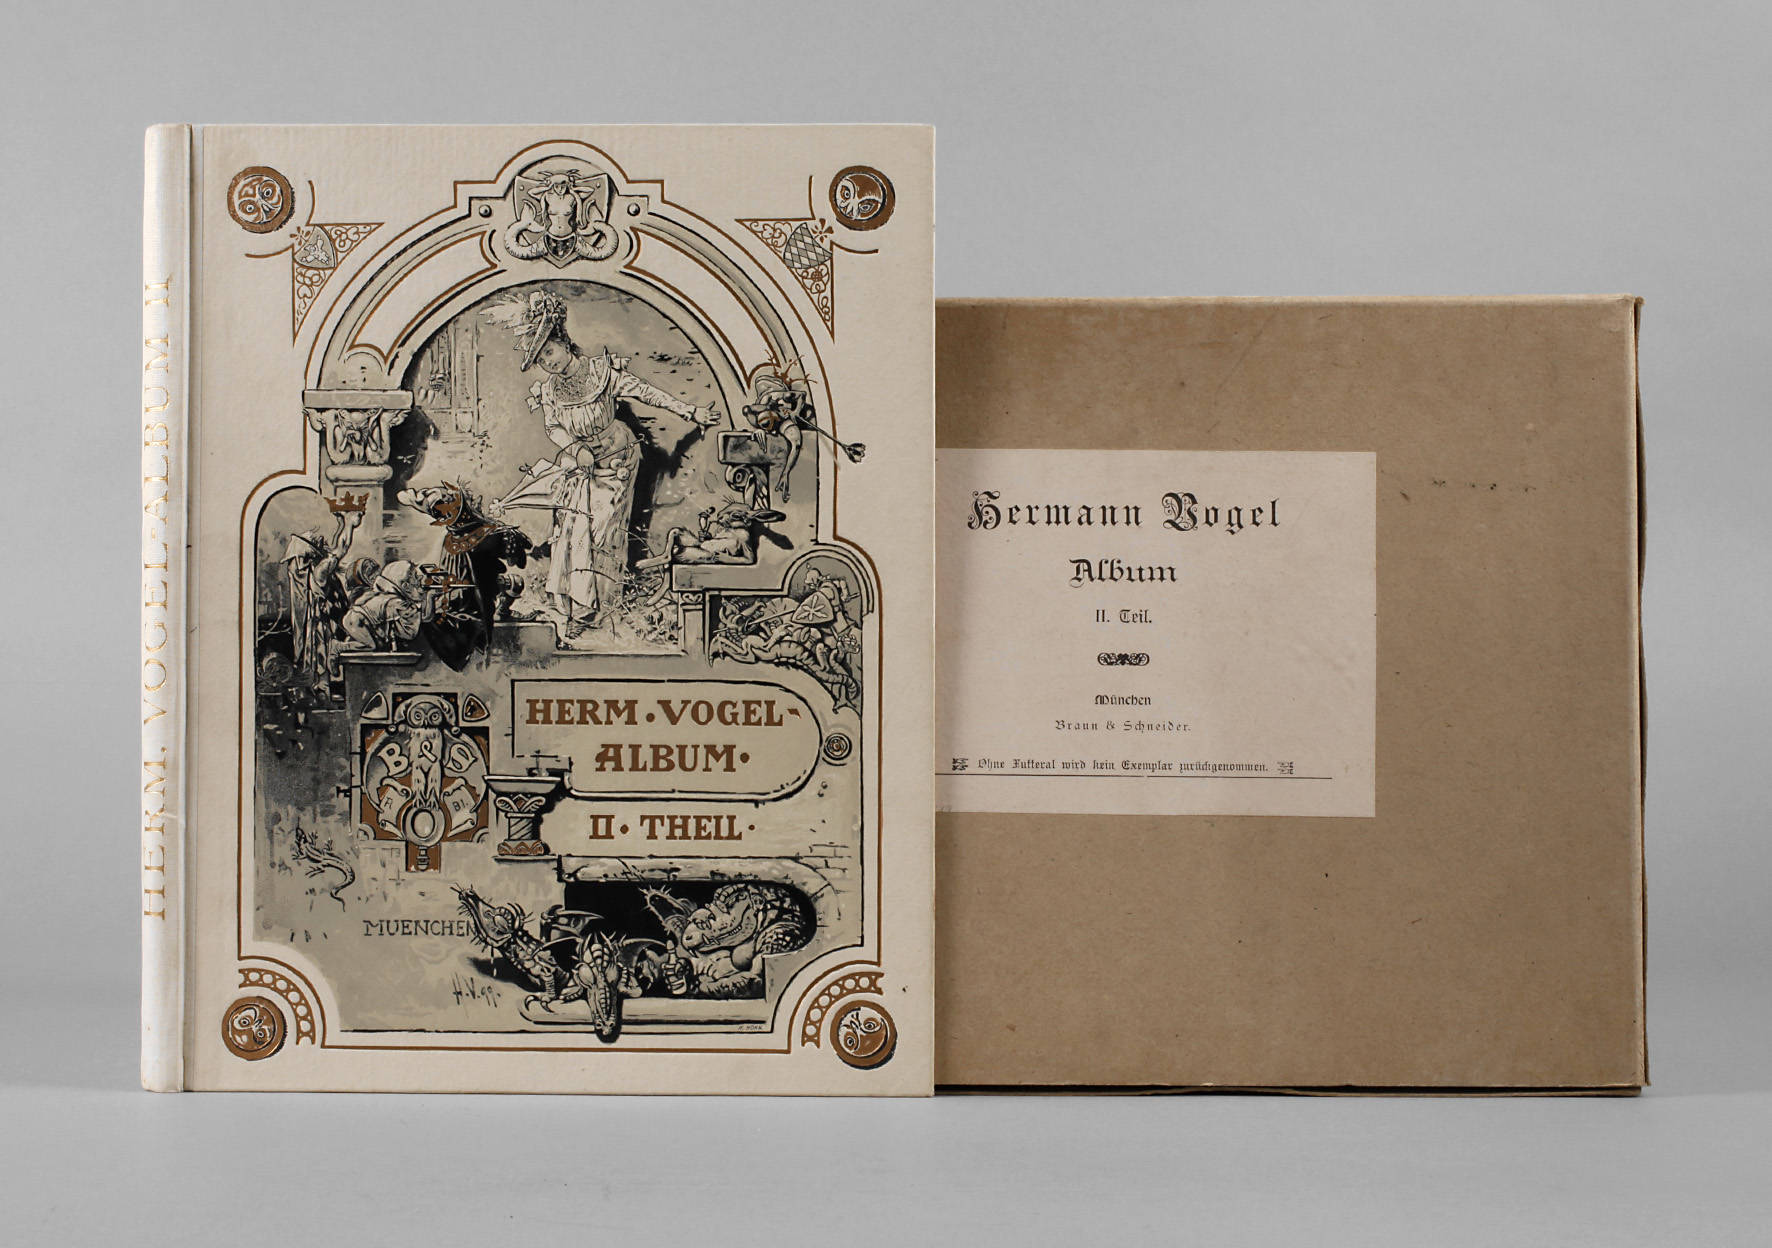 HERM. VOGEL-ALBUM II
HERM. VOGEL-
ALBUM.
II. THEIL.
B & S
MUENCHEN
H.V. 99.
Hermann Vogel
Album
II. Teil.
München
Braun & Schneider.
Ohne Futteral wird kein Exemplar zurückgenommen.